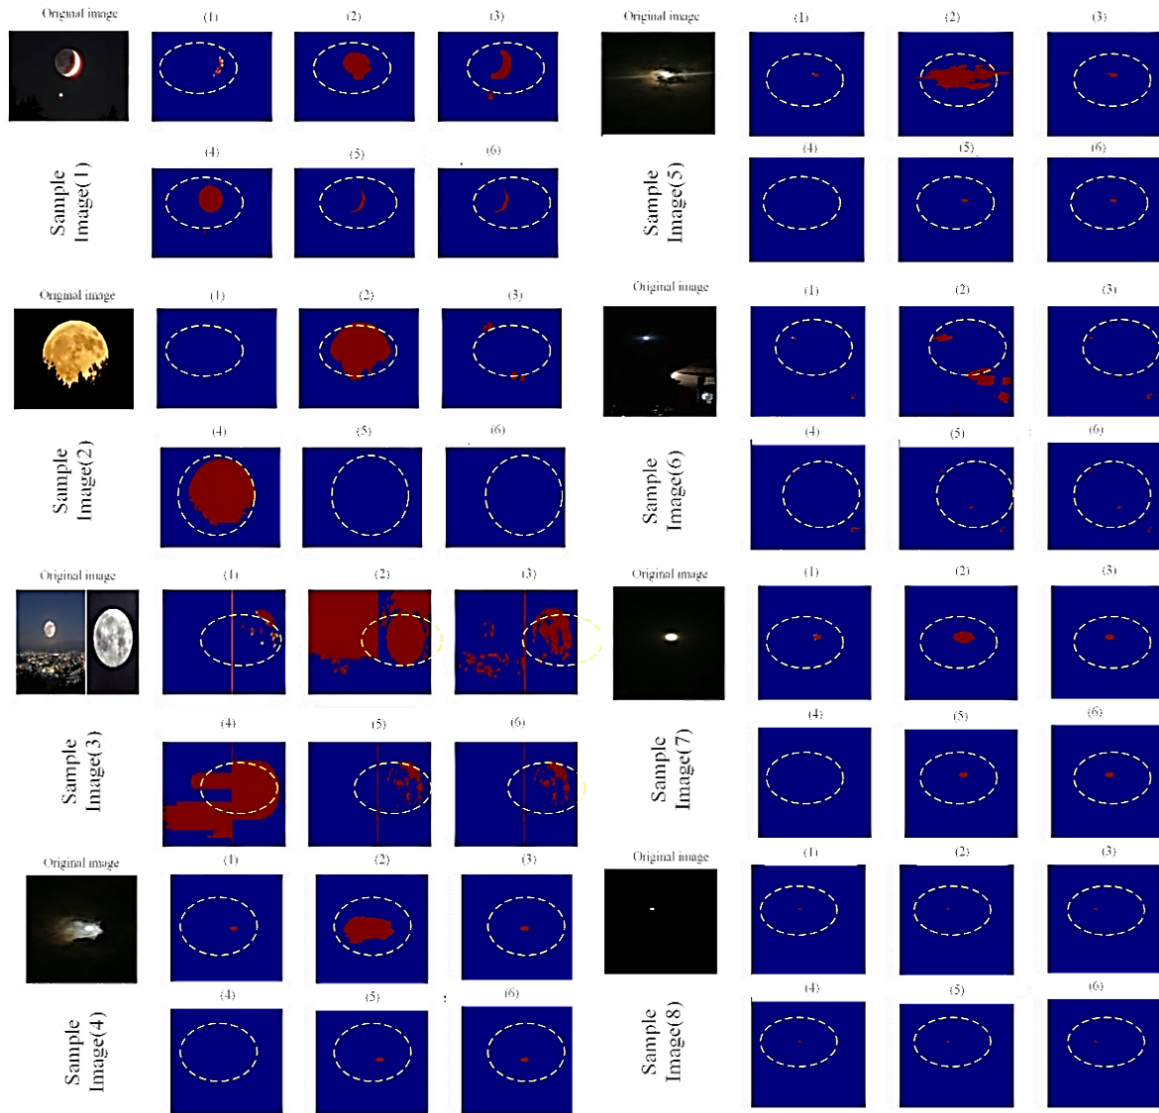 Original image
(1)
(2)
(3)
(4)
(5)
(6)
Sample
Image(1)
Original image
(1)
(2)
(3)
(4)
(5)
(6)
Sample
Image(2)
Original image
(1)
(2)
(3)
(4)
(5)
(6)
Sample
Image(3)
Original image
(1)
(2)
(3)
(4)
(5)
(6)
Sample
Image(4)
Original image
(1)
(2)
(3)
(4)
(5)
(6)
Sample
Image(5)
Original image
(1)
(2)
(3)
(4)
(5)
(6)
Sample
Image(6)
Original image
(1)
(2)
(3)
(4)
(5)
(6)
Sample
Image(7)
Original image
(1)
(2)
(3)
(4)
(5)
(6)
Sample
Image(8)